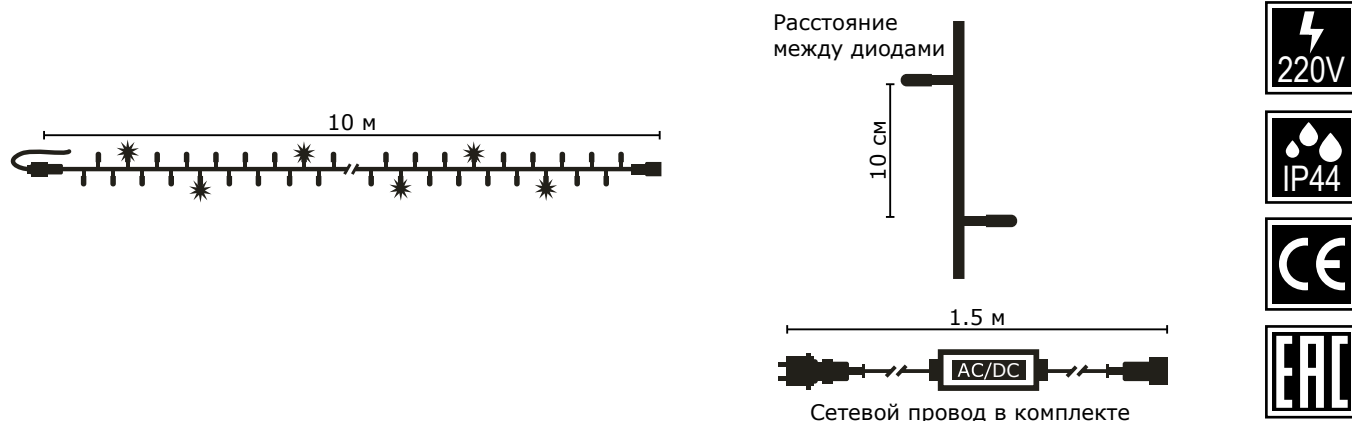 10 м
Расстояние
между диодами
10 см
1.5 м
AC/DC
Сетевой провод в комплекте
220V
IP44
CE
EAC